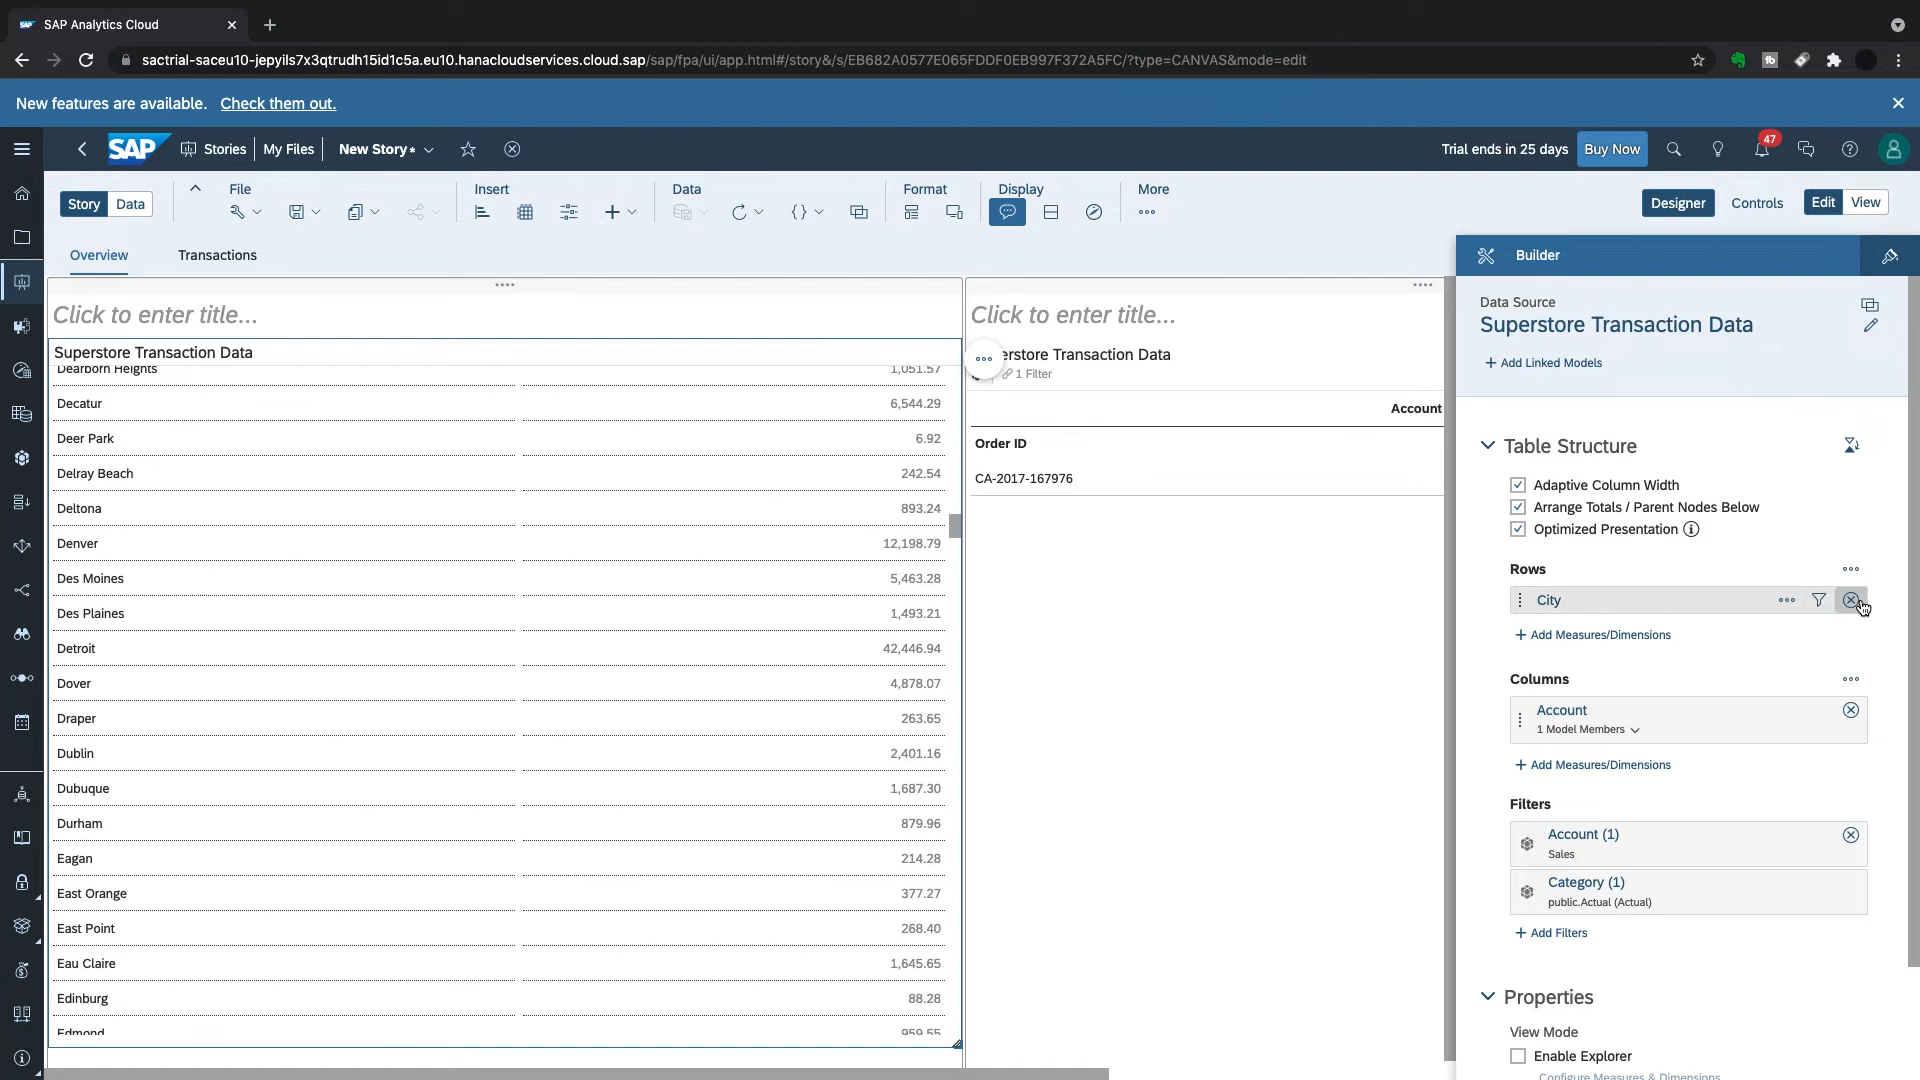 SAP Analytics Cloud
sactrial-saceu10-jepyils7x3qtrudh15id1c5a.eu10.hanacloudservices.cloud.sap/sap/fpa/ui/app.html#/story&/s/EB682A0577E065FDDF0EB997F372A5FC/?type=CANVAS&mode=edit
New features are available. Check them out.
SAP Stories My Files New Story* Trial ends in 25 days Buy Now 47
Story Data File Insert Data Format Display More Designer Controls Edit View
Overview Transactions
Click to enter title...
Superstore Transaction Data
Dearborn Heights 1,051.57
Decatur 6,544.29
Deer Park 6.92
Delray Beach 242.54
Deltona 893.24
Denver 12,198.79
Des Moines 5,463.28
Des Plaines 1,493.21
Detroit 42,446.94
Dover 4,878.07
Draper 263.65
Dublin 2,401.16
Dubuque 1,687.30
Durham 879.96
Eagan 214.28
East Orange 377.27
East Point 268.40
Eau Claire 1,645.65
Edinburg 88.28
Edmond 959.55
Click to enter title...
erstore Transaction Data
1 Filter
Account
Order ID
CA-2017-167976
Builder
Data Source
Superstore Transaction Data
+ Add Linked Models
Table Structure
Adaptive Column Width
Arrange Totals / Parent Nodes Below
Optimized Presentation
Rows
City
+ Add Measures/Dimensions
Columns
Account
1 Model Members
+ Add Measures/Dimensions
Filters
Account (1)
Sales
Category (1)
public.Actual (Actual)
+ Add Filters
Properties
View Mode
Enable Explorer
Configure Measures & Dimensions